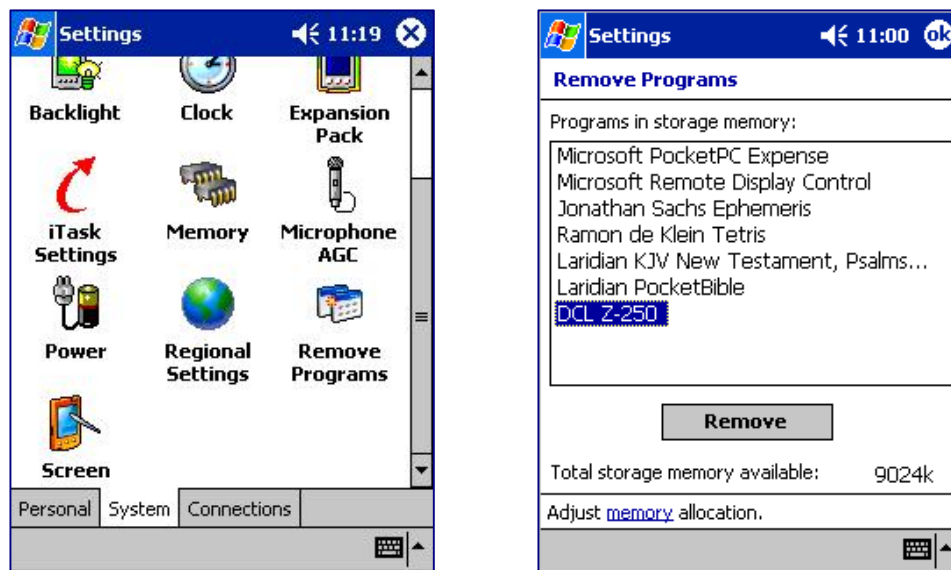 Settings 11:19
Backlight Clock Expansion Pack
iTask Settings Memory Microphone AGC
Power Regional Settings Remove Programs
Screen
Personal System Connections
Settings 11:00 ok
Remove Programs
Programs in storage memory:
Microsoft PocketPC Expense
Microsoft Remote Display Control
Jonathan Sachs Ephemeris
Ramon de Klein Tetris
Laridian KJV New Testament, Psalms...
Laridian PocketBible
DCL Z-250
Remove
Total storage memory available: 9024k
Adjust memory allocation.